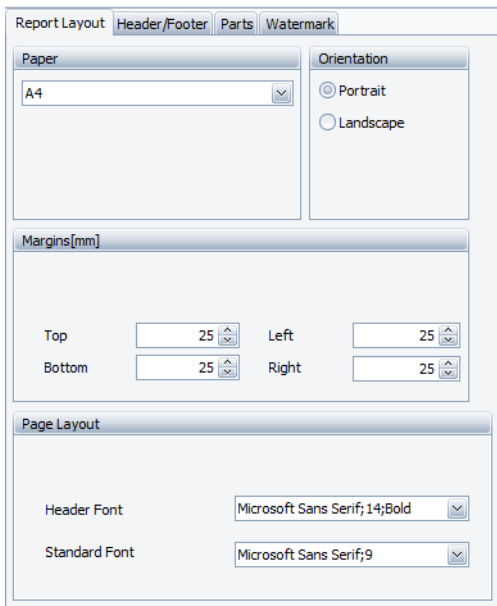 Report Layout Header/Footer Parts Watermark
Paper Orientation
A4 Portrait
Landscape
Margins[mm]
Top 25 Left 25
Bottom 25 Right 25
Page Layout
Header Font Microsoft Sans Serif;14;Bold
Standard Font Microsoft Sans Serif;9